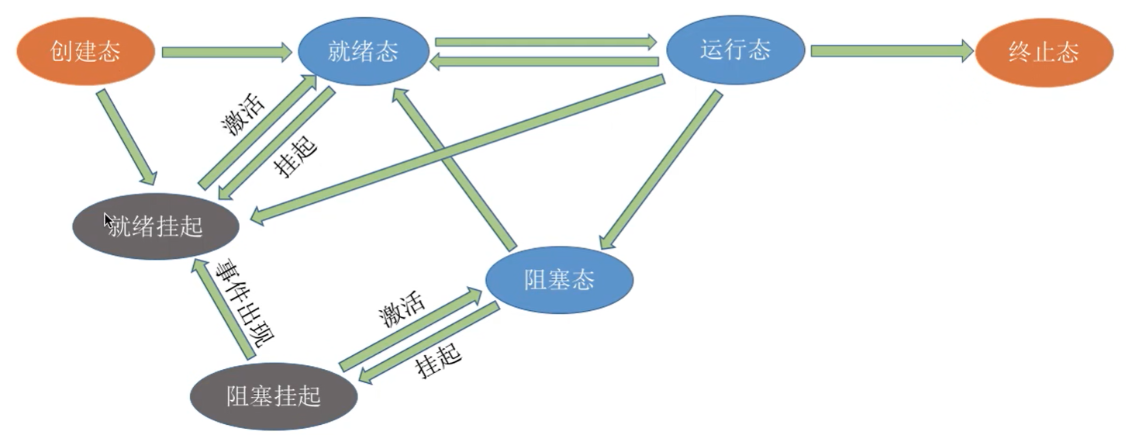 创建态
就绪态
运行态
终止态
激活
挂起
就绪挂起
事件出现
阻塞态
激活
挂起
阻塞挂起